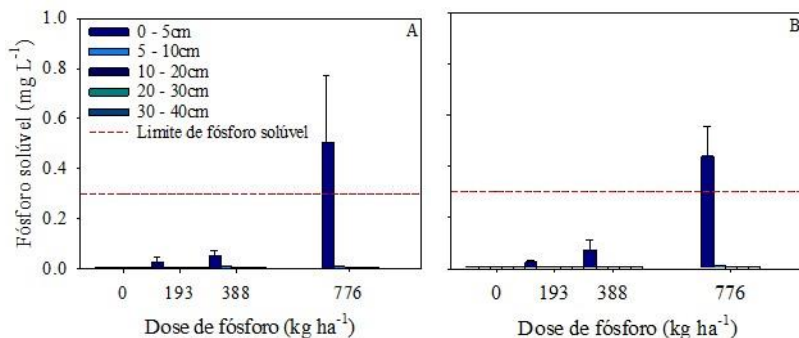 A
B
1.0
0.8
0.6
0.4
0.2
0.0
Fósforo solúvel (mg L⁻¹)
0 - 5cm
5 - 10cm
10 - 20cm
20 - 30cm
30 - 40cm
Limite de fósforo solúvel
0 193 388 776
0 193 388 776
Dose de fósforo (kg ha⁻¹)
Dose de fósforo (kg ha⁻¹)